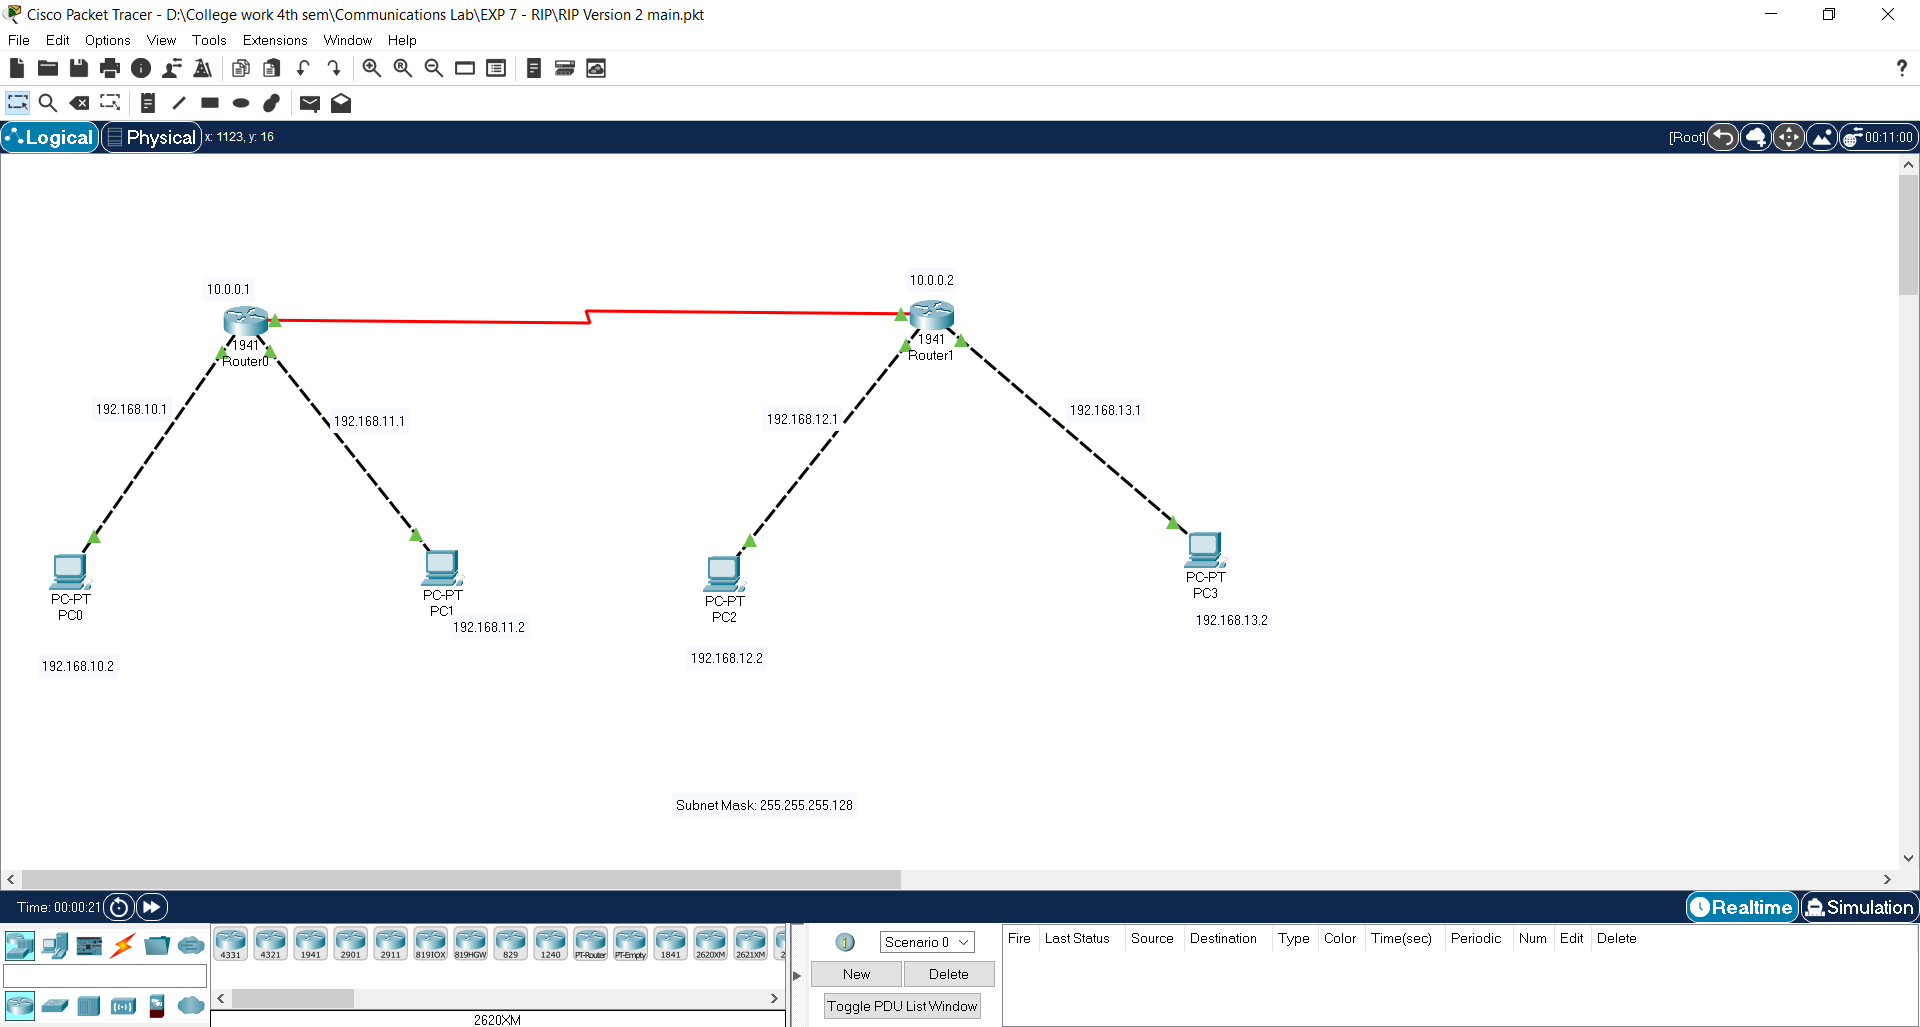 Cisco Packet Tracer - D:\College work 4th sem\Communications Lab\EXP 7 - RIP\RIP Version 2 main.pkt
File Edit Options View Tools Extensions Window Help
?
Logical Physical x: 1123, y: 16 [Root] 00:11:00
10.0.0.1
10.0.0.2
1941
Router0
1941
Router1
192.168.10.1
192.168.11.1
192.168.12.1
192.168.13.1
PC-PT
PC0
PC-PT
PC1
PC-PT
PC2
PC-PT
PC3
192.168.10.2
192.168.11.2
192.168.12.2
192.168.13.2
Subnet Mask: 255.255.255.128
Time: 00:00:21 Realtime Simulation
4331 4321 1941 2901 2911 819IOX 819HGW 829 1240 PT-Router PT-Empty 1841 2620XM 2621XM 2
2620XM
Scenario 0
New Delete
Toggle PDU List Window
Fire Last Status Source Destination Type Color Time(sec) Periodic Num Edit Delete